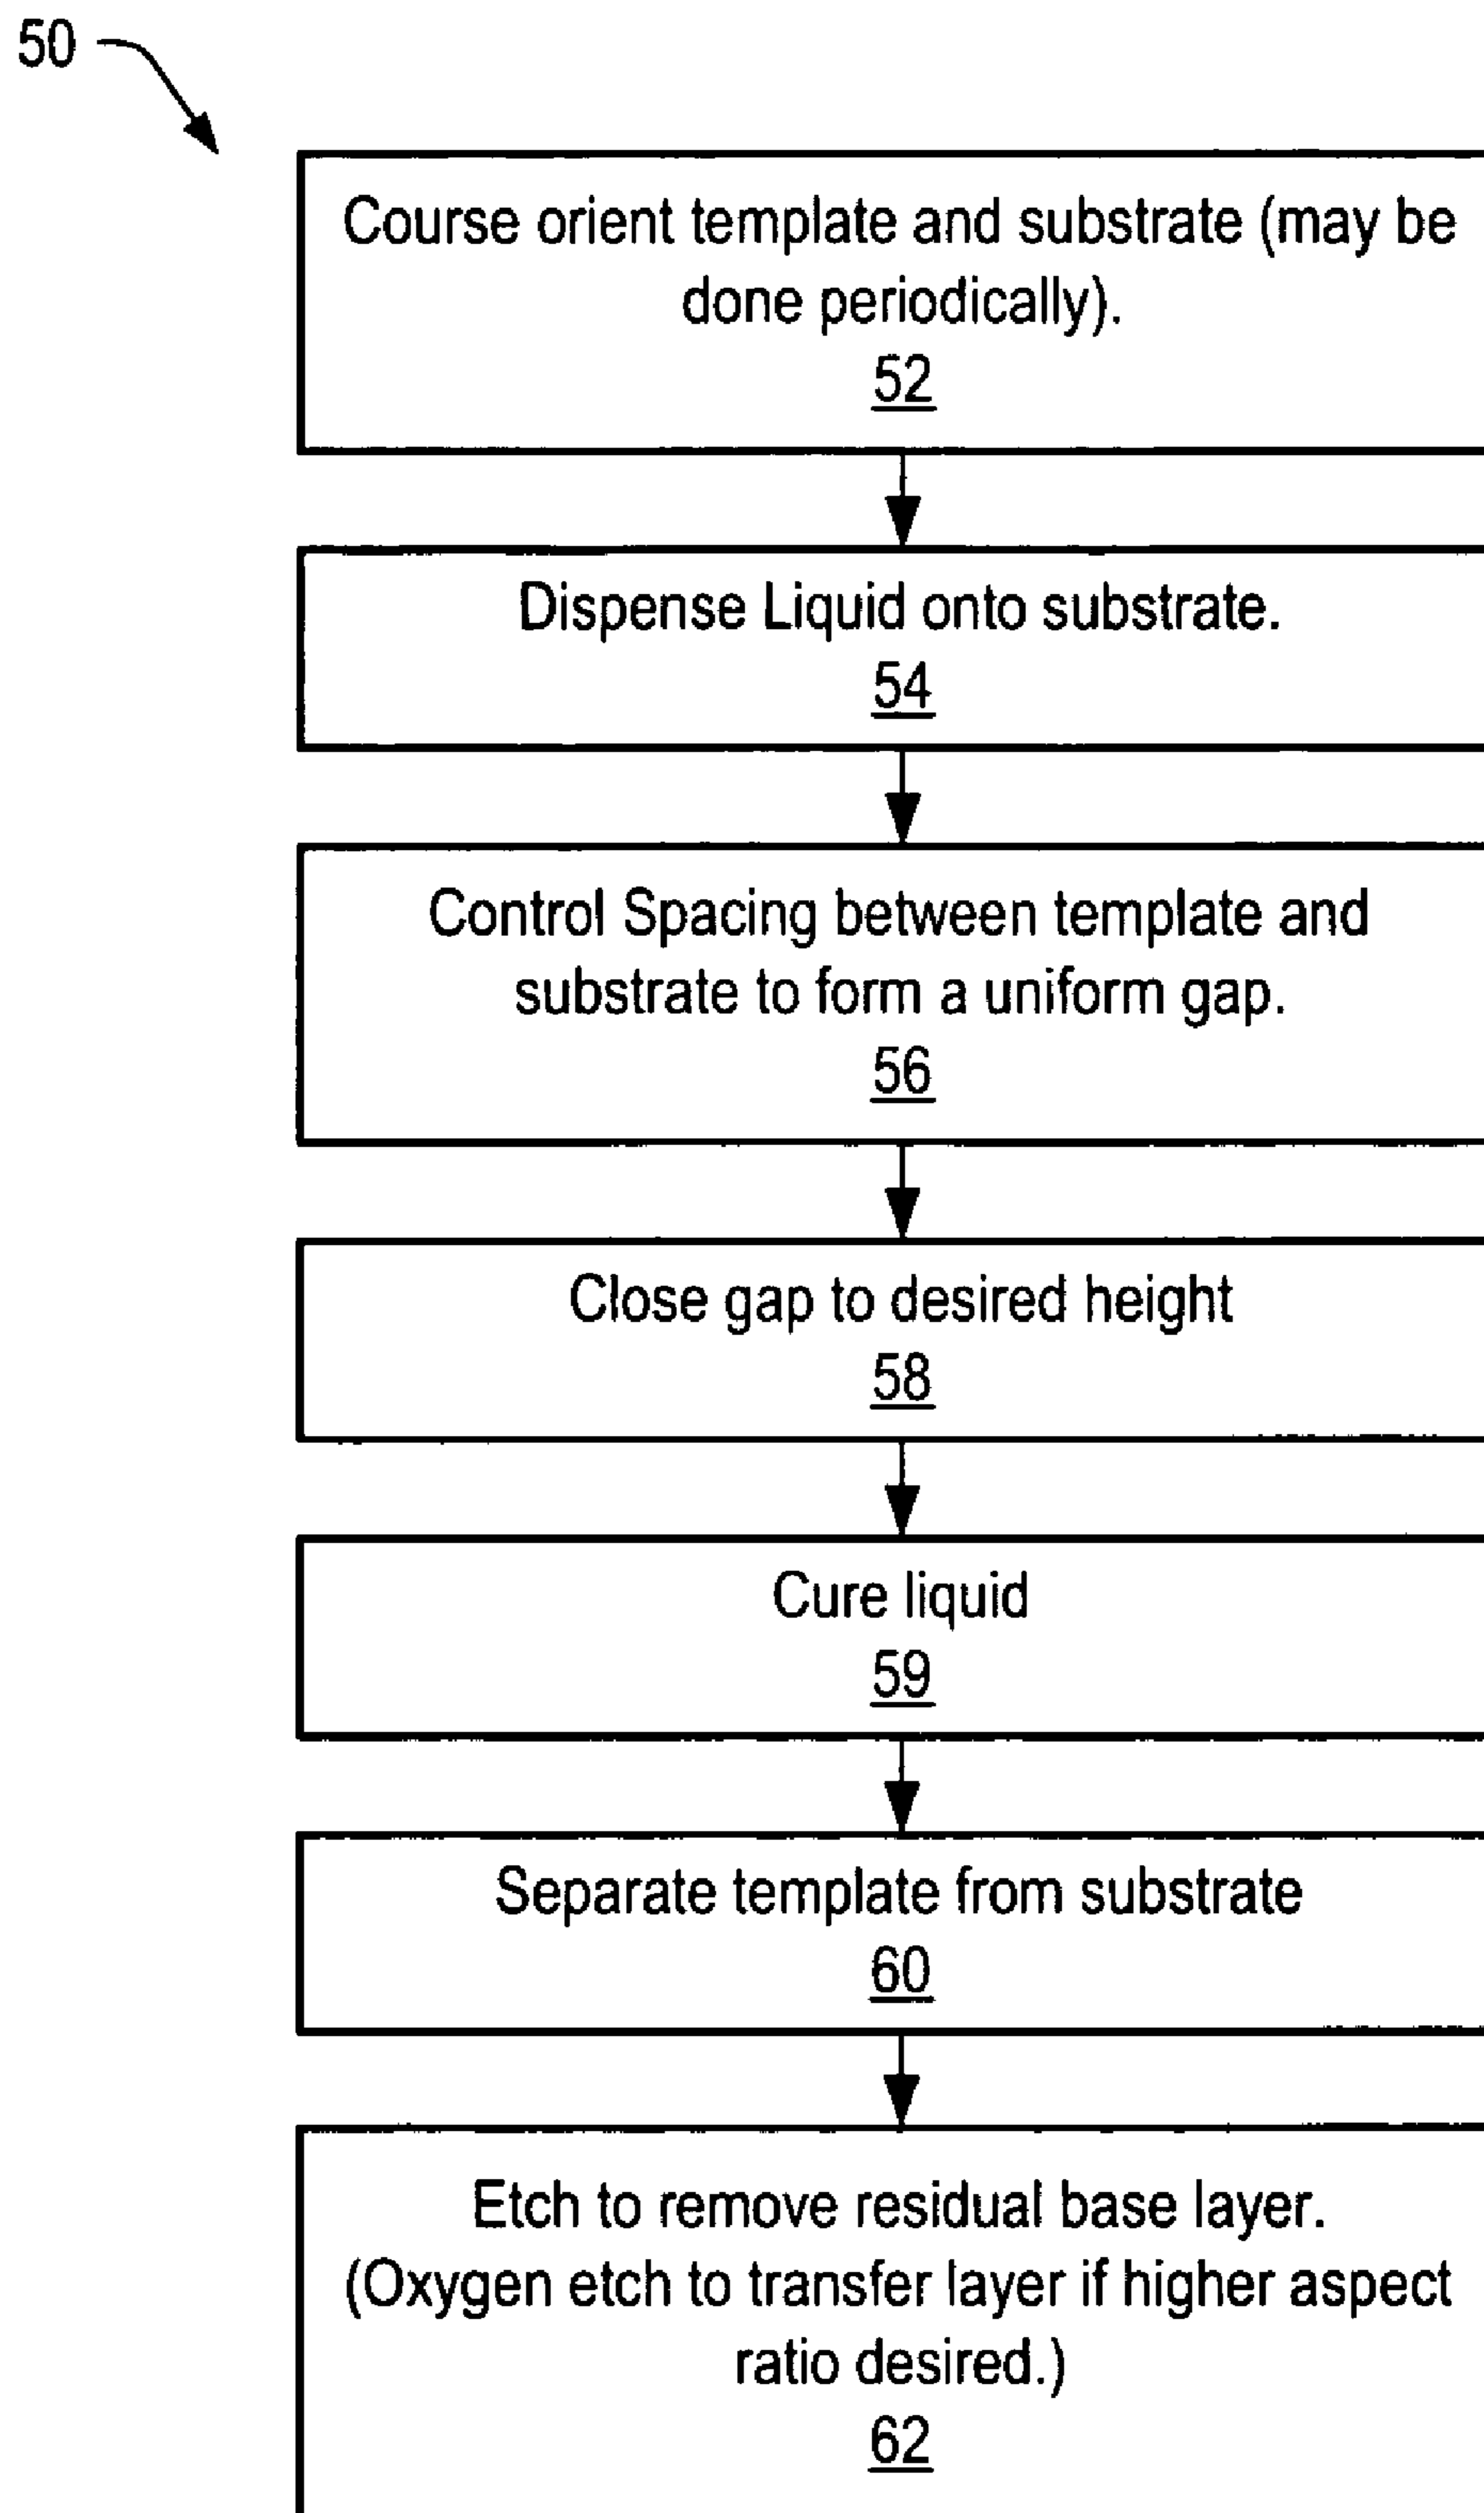 50
Course orient template and substrate (may be
done periodically).
52
Dispense Liquid onto substrate.
54
Control Spacing between template and
substrate to form a uniform gap.
56
Close gap to desired height
58
Cure liquid
59
Separate template from substrate
60
Etch to remove residual base layer.
(Oxygen etch to transfer layer if higher aspect
ratio desired.)
62